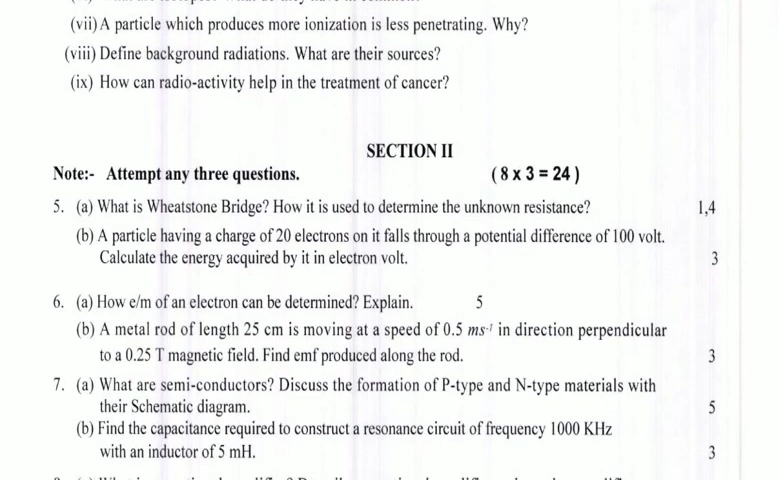 (vii) A particle which produces more ionization is less penetrating. Why?
(viii) Define background radiations. What are their sources?
(ix) How can radio-activity help in the treatment of cancer?
SECTION II
Note:- Attempt any three questions. ( 8 x 3 = 24 )
5. (a) What is Wheatstone Bridge? How it is used to determine the unknown resistance? 1,4
(b) A particle having a charge of 20 electrons on it falls through a potential difference of 100 volt.
Calculate the energy acquired by it in electron volt. 3
6. (a) How e/m of an electron can be determined? Explain. 5
(b) A metal rod of length 25 cm is moving at a speed of 0.5 ms⁻¹ in direction perpendicular
to a 0.25 T magnetic field. Find emf produced along the rod. 3
7. (a) What are semi-conductors? Discuss the formation of P-type and N-type materials with
their Schematic diagram. 5
(b) Find the capacitance required to construct a resonance circuit of frequency 1000 KHz
with an inductor of 5 mH. 3